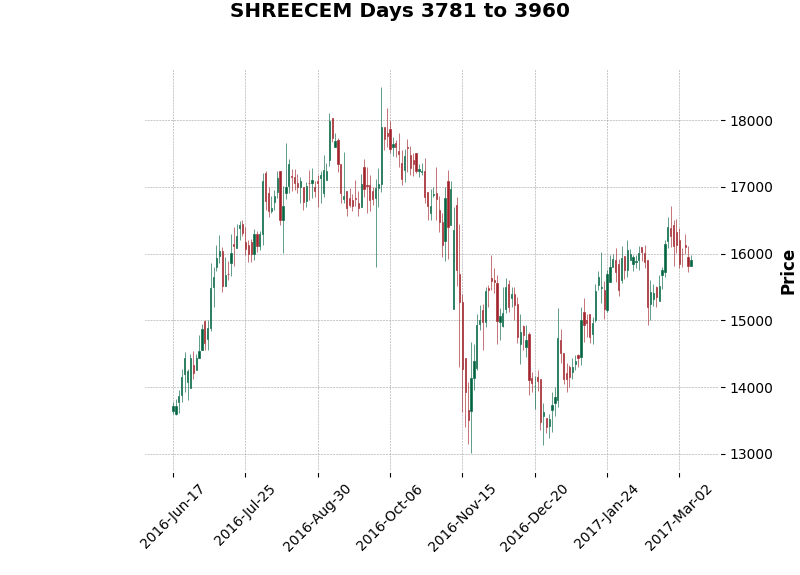 SHREECEM Days 3781 to 3960
18000
17000
16000
15000
14000
13000
Price
2016-Jun-17
2016-Jul-25
2016-Aug-30
2016-Oct-06
2016-Nov-15
2016-Dec-20
2017-Jan-24
2017-Mar-02